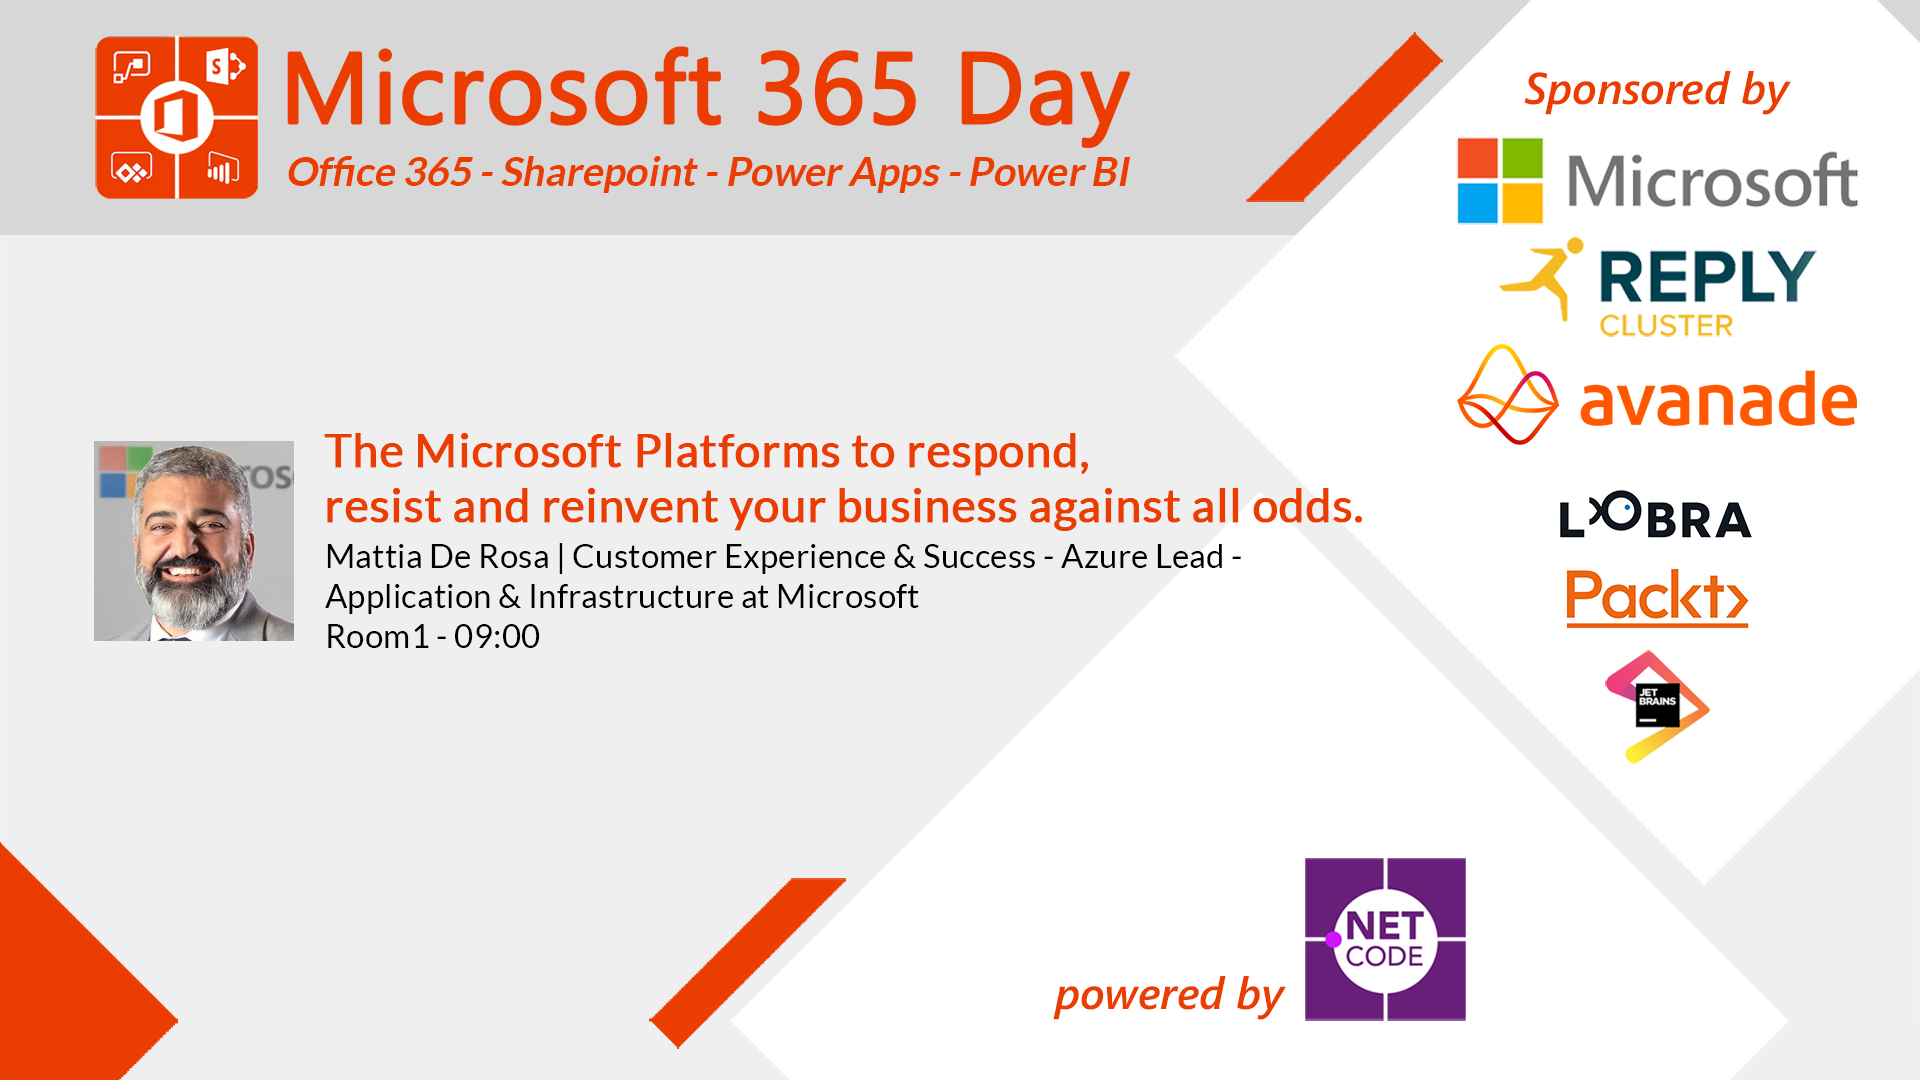 Microsoft 365 Day
Office 365 - Sharepoint - Power Apps - Power BI
Sponsored by
Microsoft
REPLY
CLUSTER
avanade
LOBRA
Packt
JET
BRAINS
ros
The Microsoft Platforms to respond,
resist and reinvent your business against all odds.
Mattia De Rosa | Customer Experience & Success - Azure Lead -
Application & Infrastructure at Microsoft
Room1 - 09:00
powered by
NET
CODE